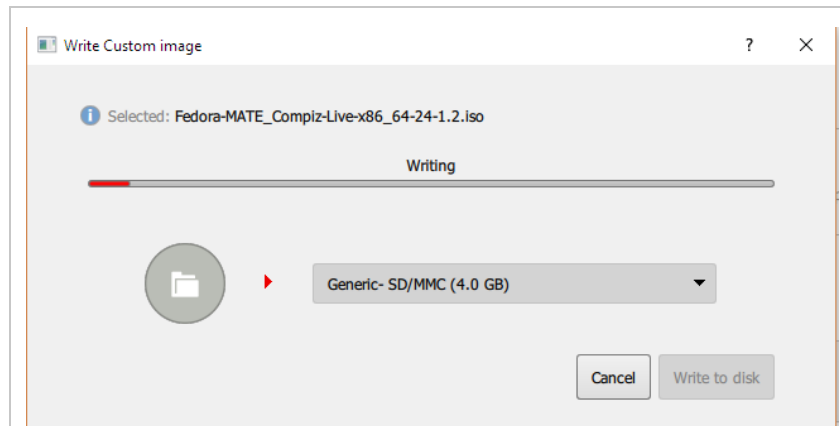 Write Custom image
?
Selected: Fedora-MATE_Compiz-Live-x86_64-24-1.2.iso
Writing
Generic- SD/MMC (4.0 GB)
Cancel Write to disk